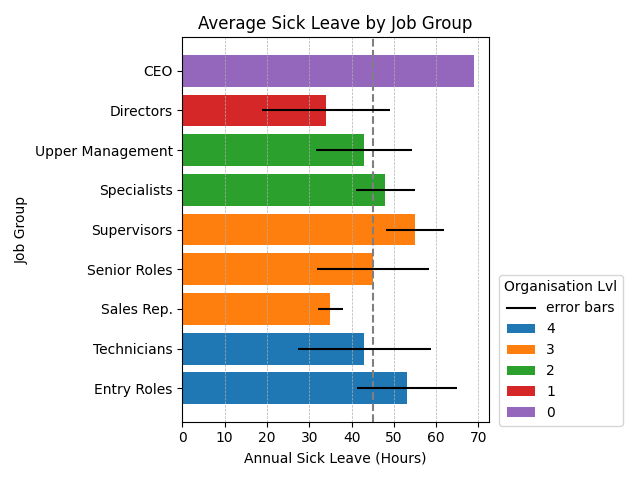 Average Sick Leave by Job Group
Job Group
CEO
Directors
Upper Management
Specialists
Supervisors
Senior Roles
Sales Rep.
Technicians
Entry Roles
0 10 20 30 40 50 60 70
Annual Sick Leave (Hours)
Organisation Lvl
error bars
4
3
2
1
0